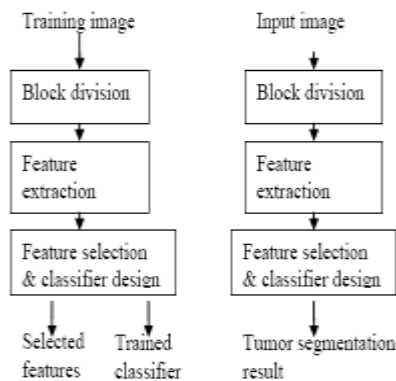 Training image
Block division
Feature
extraction
Feature selection
& classifier design
Selected
features
Trained
classifier
Input image
Block division
Feature
extraction
Feature selection
& classifier design
Tumor segmentation
result